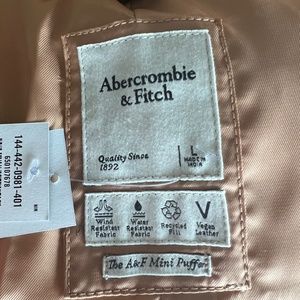 Abercrombie
& Fitch
Quality Since
1892
L
MADE IN
INDIA
Wind
Resistant
Fabric
Water
Resistant
Fabric
Recycled
Fill
V
Vegan
Leather
The A&F Mini Puffer
144-442-0981-401
650107678